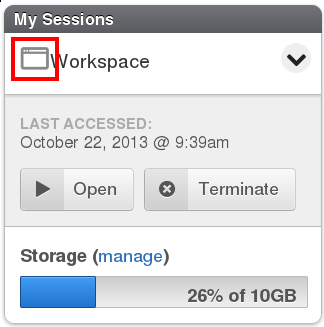 My Sessions
Workspace
LAST ACCESSED:
October 22, 2013 @ 9:39am
Open
Terminate
Storage (manage)
26% of 10GB